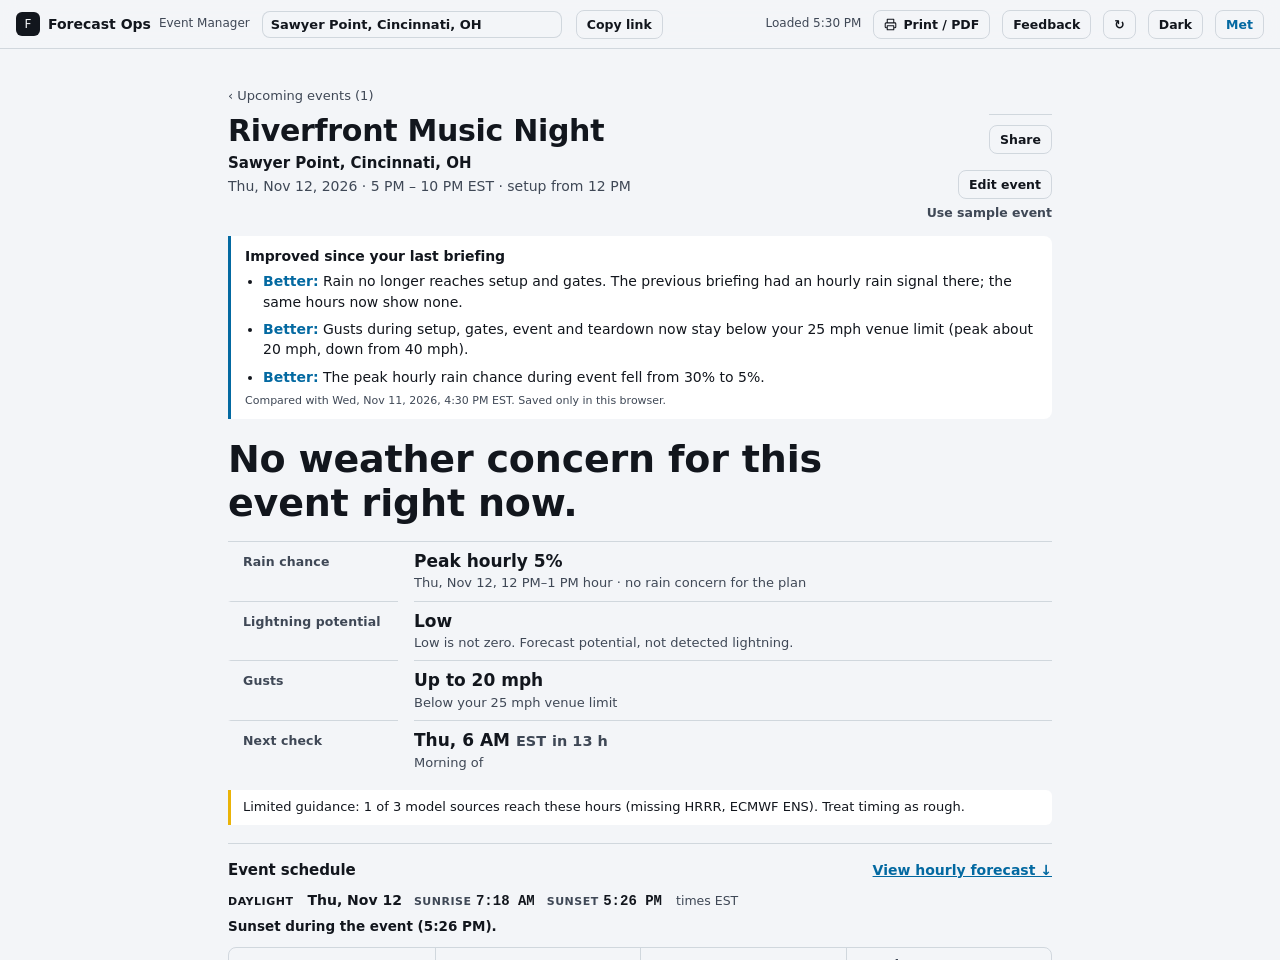 F Forecast Ops Event Manager Sawyer Point, Cincinnati, OH Copy link Loaded 5:30 PM Print / PDF Feedback ↻ Dark Met
‹ Upcoming events (1)
Riverfront Music Night
Sawyer Point, Cincinnati, OH
Thu, Nov 12, 2026 · 5 PM – 10 PM EST · setup from 12 PM
Share
Edit event
Use sample event
Improved since your last briefing
• Better: Rain no longer reaches setup and gates. The previous briefing had an hourly rain signal there; the
same hours now show none.
• Better: Gusts during setup, gates, event and teardown now stay below your 25 mph venue limit (peak about
20 mph, down from 40 mph).
• Better: The peak hourly rain chance during event fell from 30% to 5%.
Compared with Wed, Nov 11, 2026, 4:30 PM EST. Saved only in this browser.
No weather concern for this
event right now.
Rain chance
Peak hourly 5%
Thu, Nov 12, 12 PM–1 PM hour · no rain concern for the plan
Lightning potential
Low
Low is not zero. Forecast potential, not detected lightning.
Gusts
Up to 20 mph
Below your 25 mph venue limit
Next check
Thu, 6 AM EST in 13 h
Morning of
Limited guidance: 1 of 3 model sources reach these hours (missing HRRR, ECMWF ENS). Treat timing as rough.
Event schedule
View hourly forecast ↓
DAYLIGHT Thu, Nov 12 SUNRISE 7:18 AM SUNSET 5:26 PM times EST
Sunset during the event (5:26 PM).